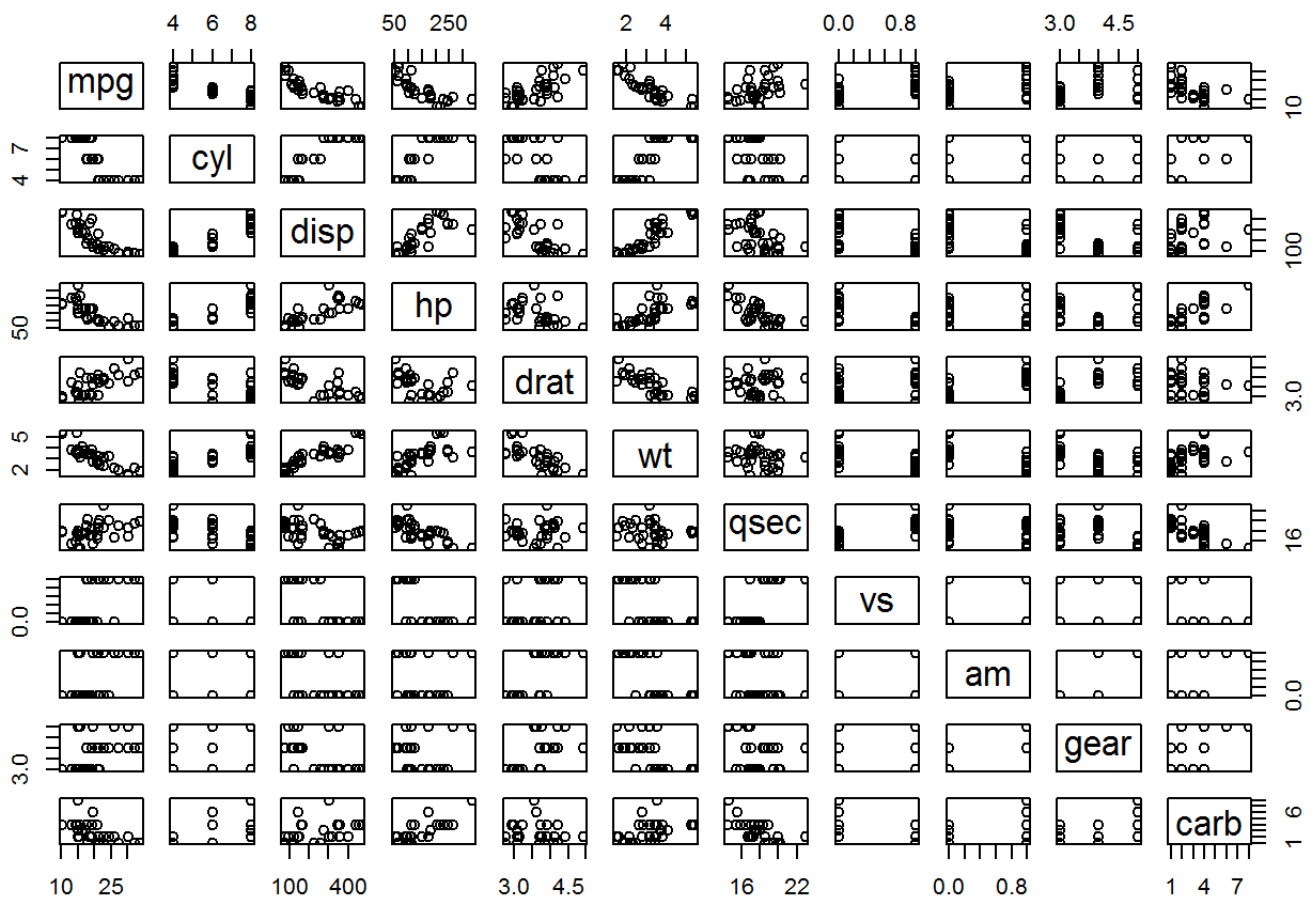 4 6 8 50 250 2 4 0.0 0.8 3.0 4.5
mpg 10
7 4 cyl
disp 100
50 hp
drat 3.0
5 2 wt
qsec 16
0.0 vs
am 0.0
3.0 gear
carb 6 1
10 25 100 400 3.0 4.5 16 22 0.0 0.8 1 4 7